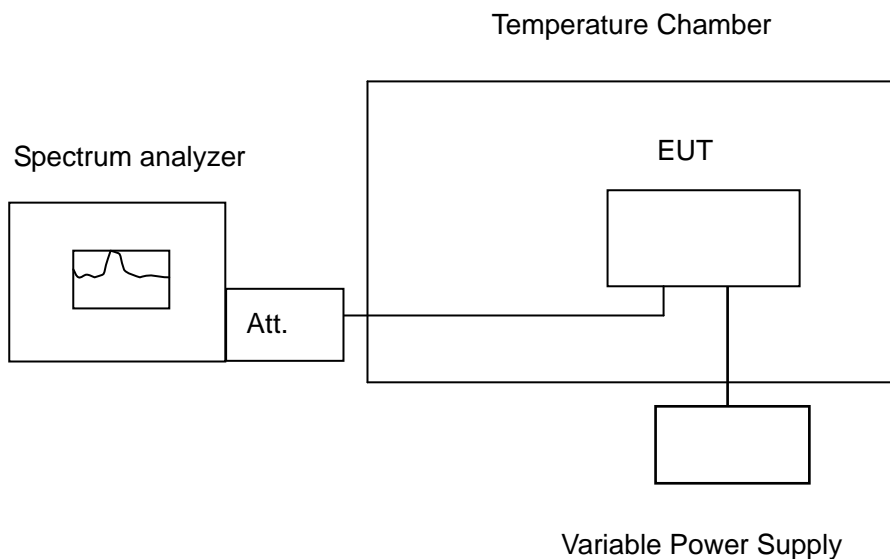 Temperature Chamber
Spectrum analyzer
EUT
Att.
Variable Power Supply